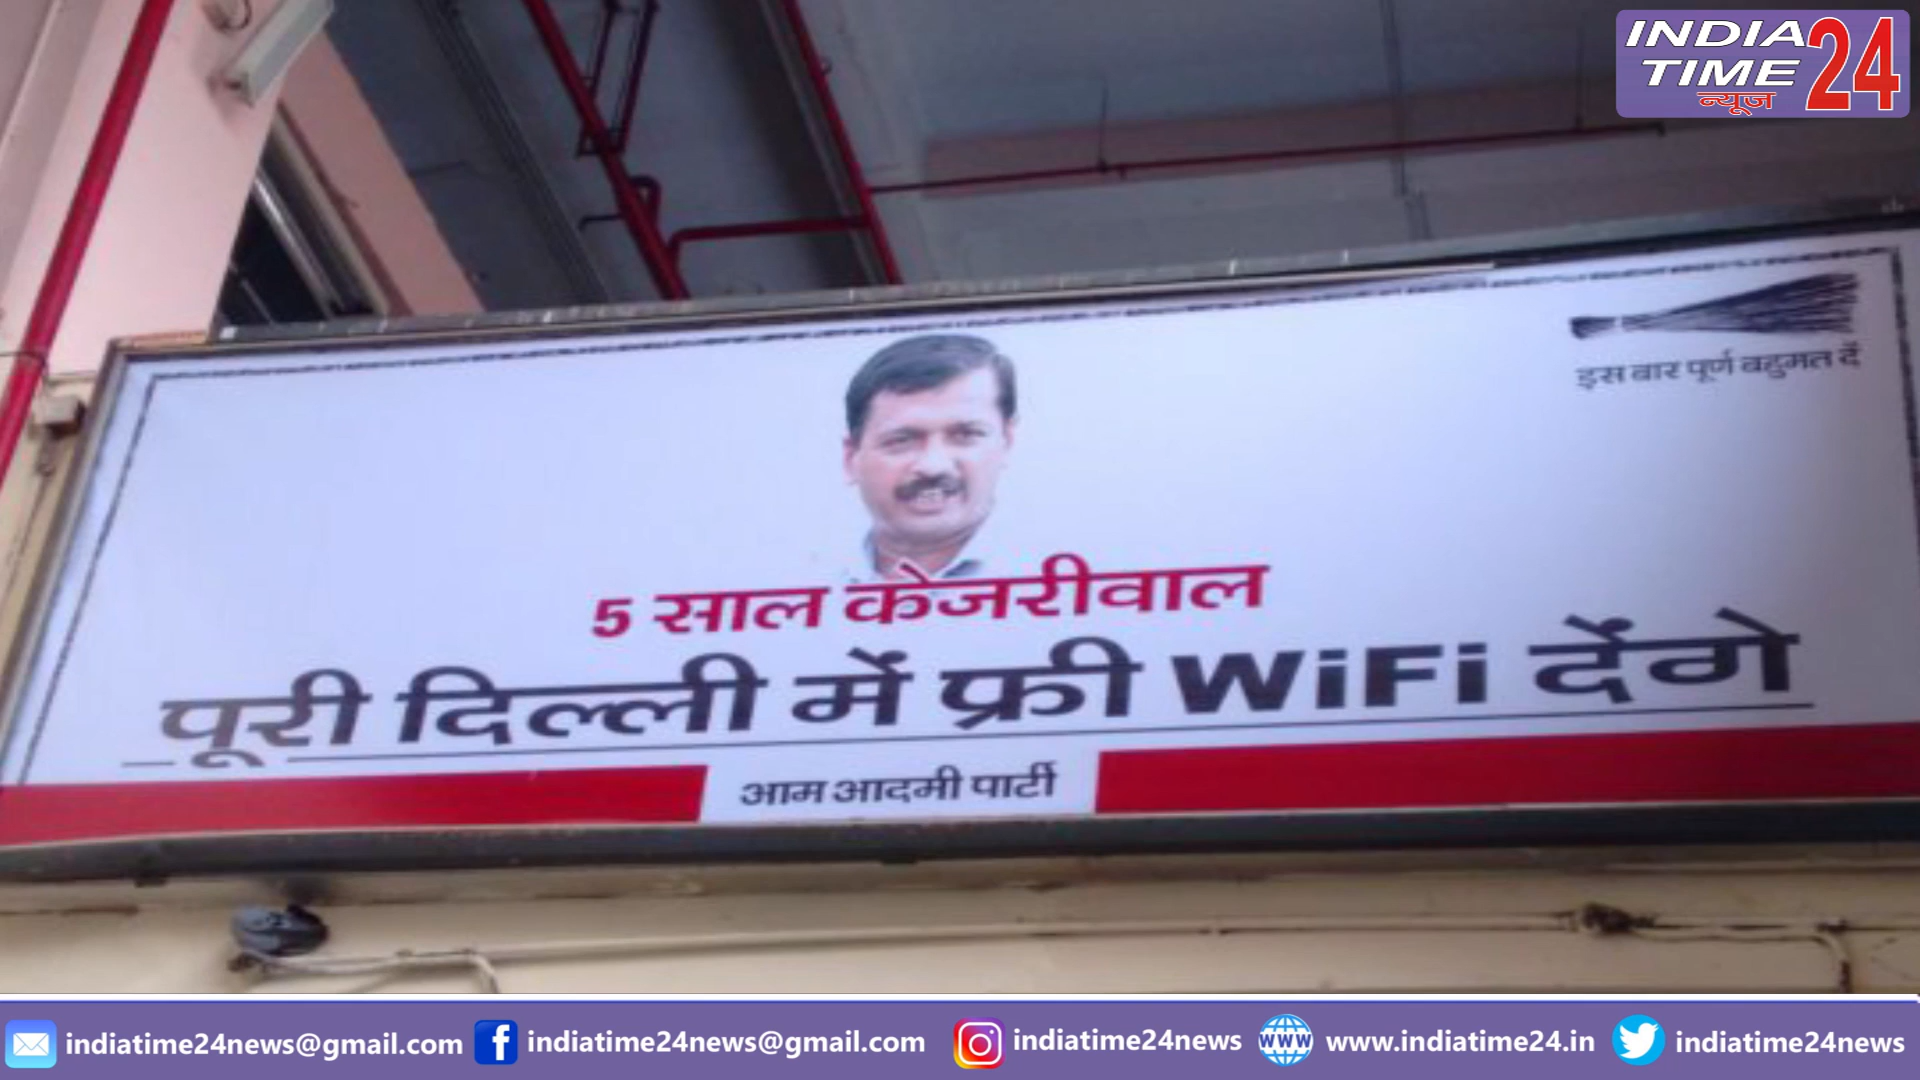 INDIA
TIME 24
न्यूज
इस बार पूर्ण बहुमत दें
5 साल केजरीवाल
पूरी दिल्ली में फ्री WiFi देंगे
आम आदमी पार्टी
indiatime24news@gmail.com
indiatime24news@gmail.com
indiatime24news
www
www.indiatime24.in
indiatime24news